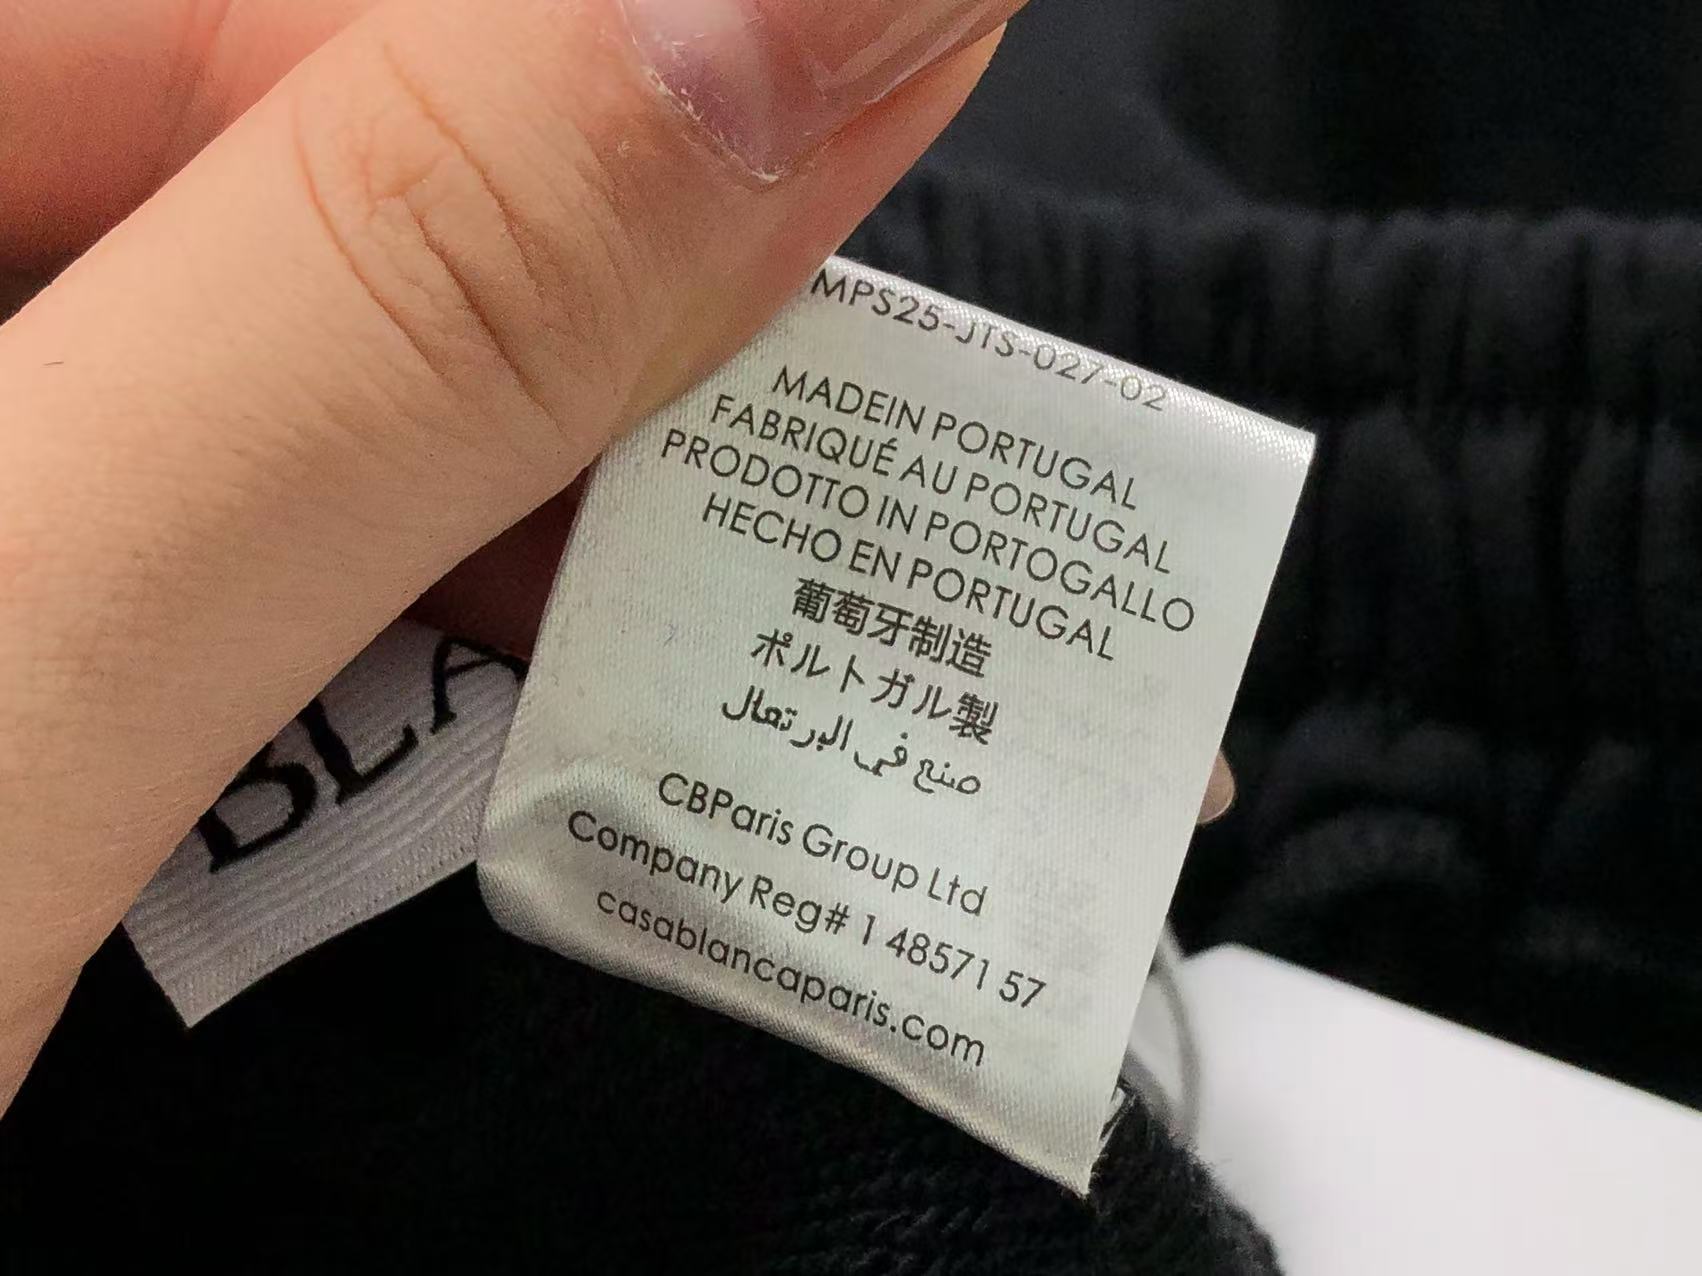 MPS25-JTS-027-02
MADEIN PORTUGAL
FABRIQUÉ AU PORTUGAL
PRODOTTO IN PORTOGALLO
HECHO EN PORTUGAL
葡萄牙制造
ポルトガル製
صنع في البرتغال
CBParis Group Ltd
Company Reg# 1 48571 57
casablancaparis.com
BLA